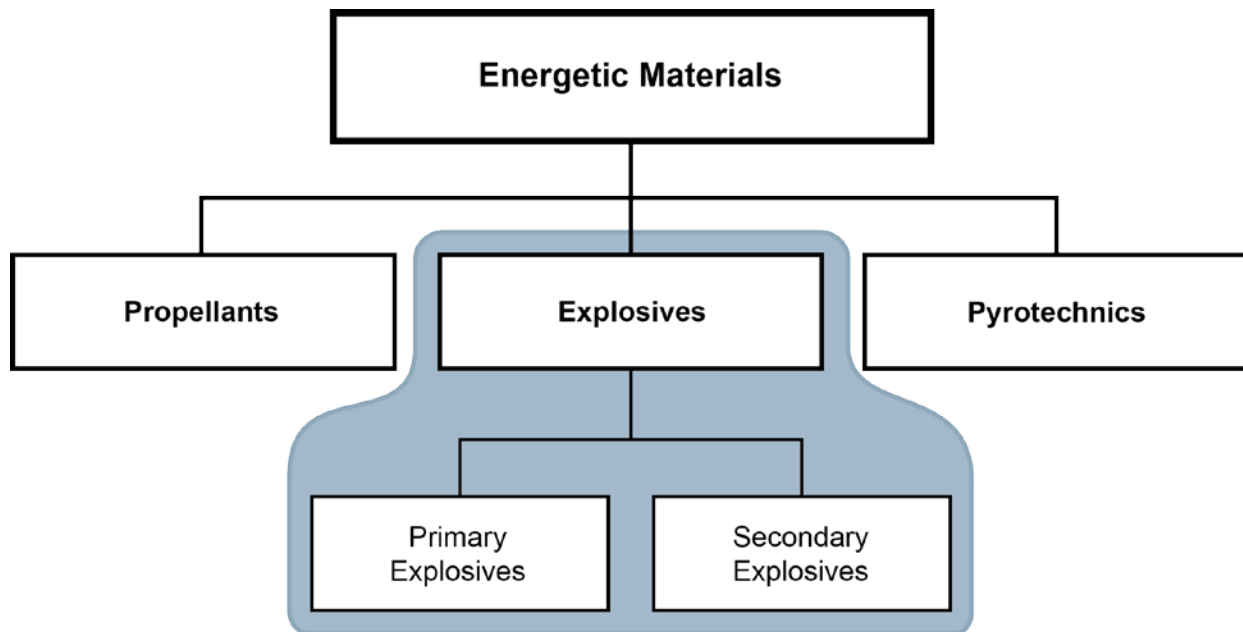 Energetic Materials
Propellants
Explosives
Pyrotechnics
Primary
Explosives
Secondary
Explosives